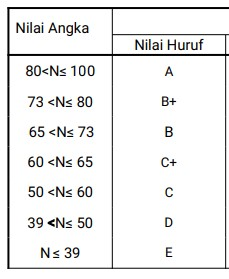 Nilai Angka
Nilai Huruf
80<N≤ 100 A
73 <N≤ 80 B+
65 <N≤ 73 B
60 <N≤ 65 C+
50 <N≤ 60 C
39 <N≤ 50 D
N≤ 39 E